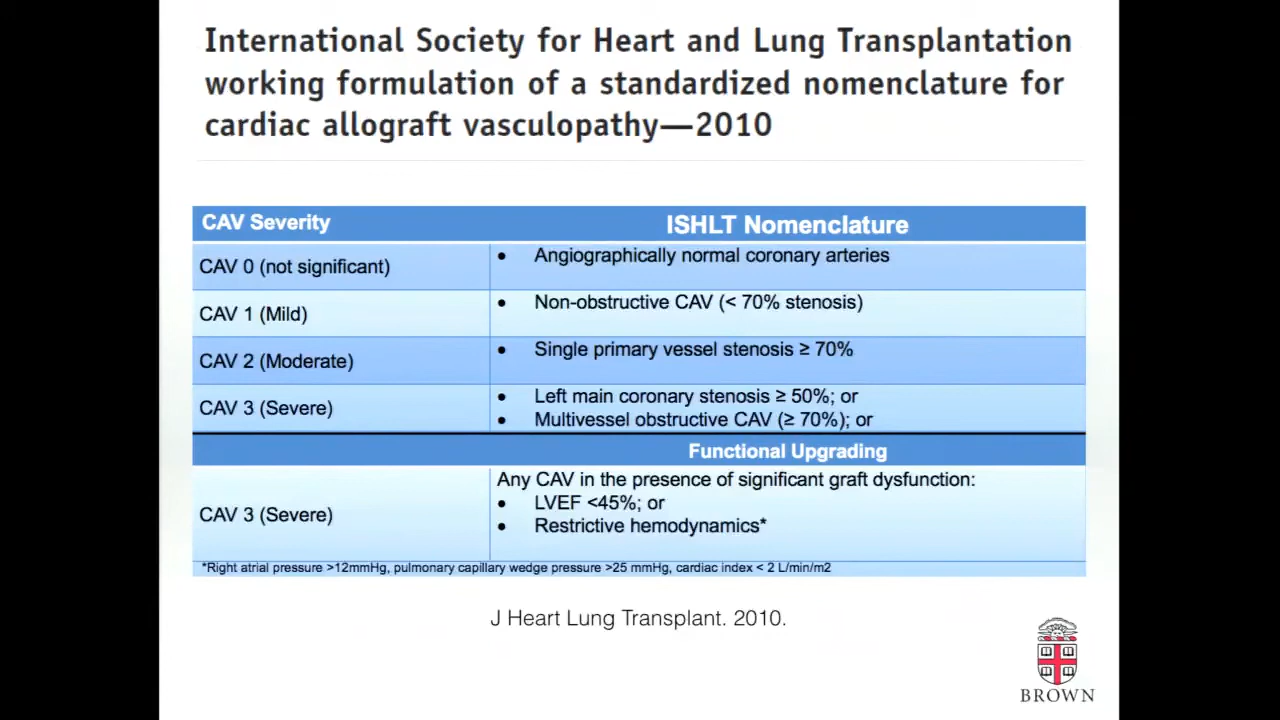 International Society for Heart and Lung Transplantation
working formulation of a standardized nomenclature for
cardiac allograft vasculopathy—2010
CAV Severity
ISHLT Nomenclature
CAV 0 (not significant)
• Angiographically normal coronary arteries
CAV 1 (Mild)
• Non-obstructive CAV (< 70% stenosis)
CAV 2 (Moderate)
• Single primary vessel stenosis ≥ 70%
CAV 3 (Severe)
• Left main coronary stenosis ≥ 50%; or
• Multivessel obstructive CAV (≥ 70%); or
Functional Upgrading
CAV 3 (Severe)
Any CAV in the presence of significant graft dysfunction:
• LVEF <45%; or
• Restrictive hemodynamics*
*Right atrial pressure >12mmHg, pulmonary capillary wedge pressure >25 mmHg, cardiac index < 2 L/min/m2
J Heart Lung Transplant. 2010.
BROWN